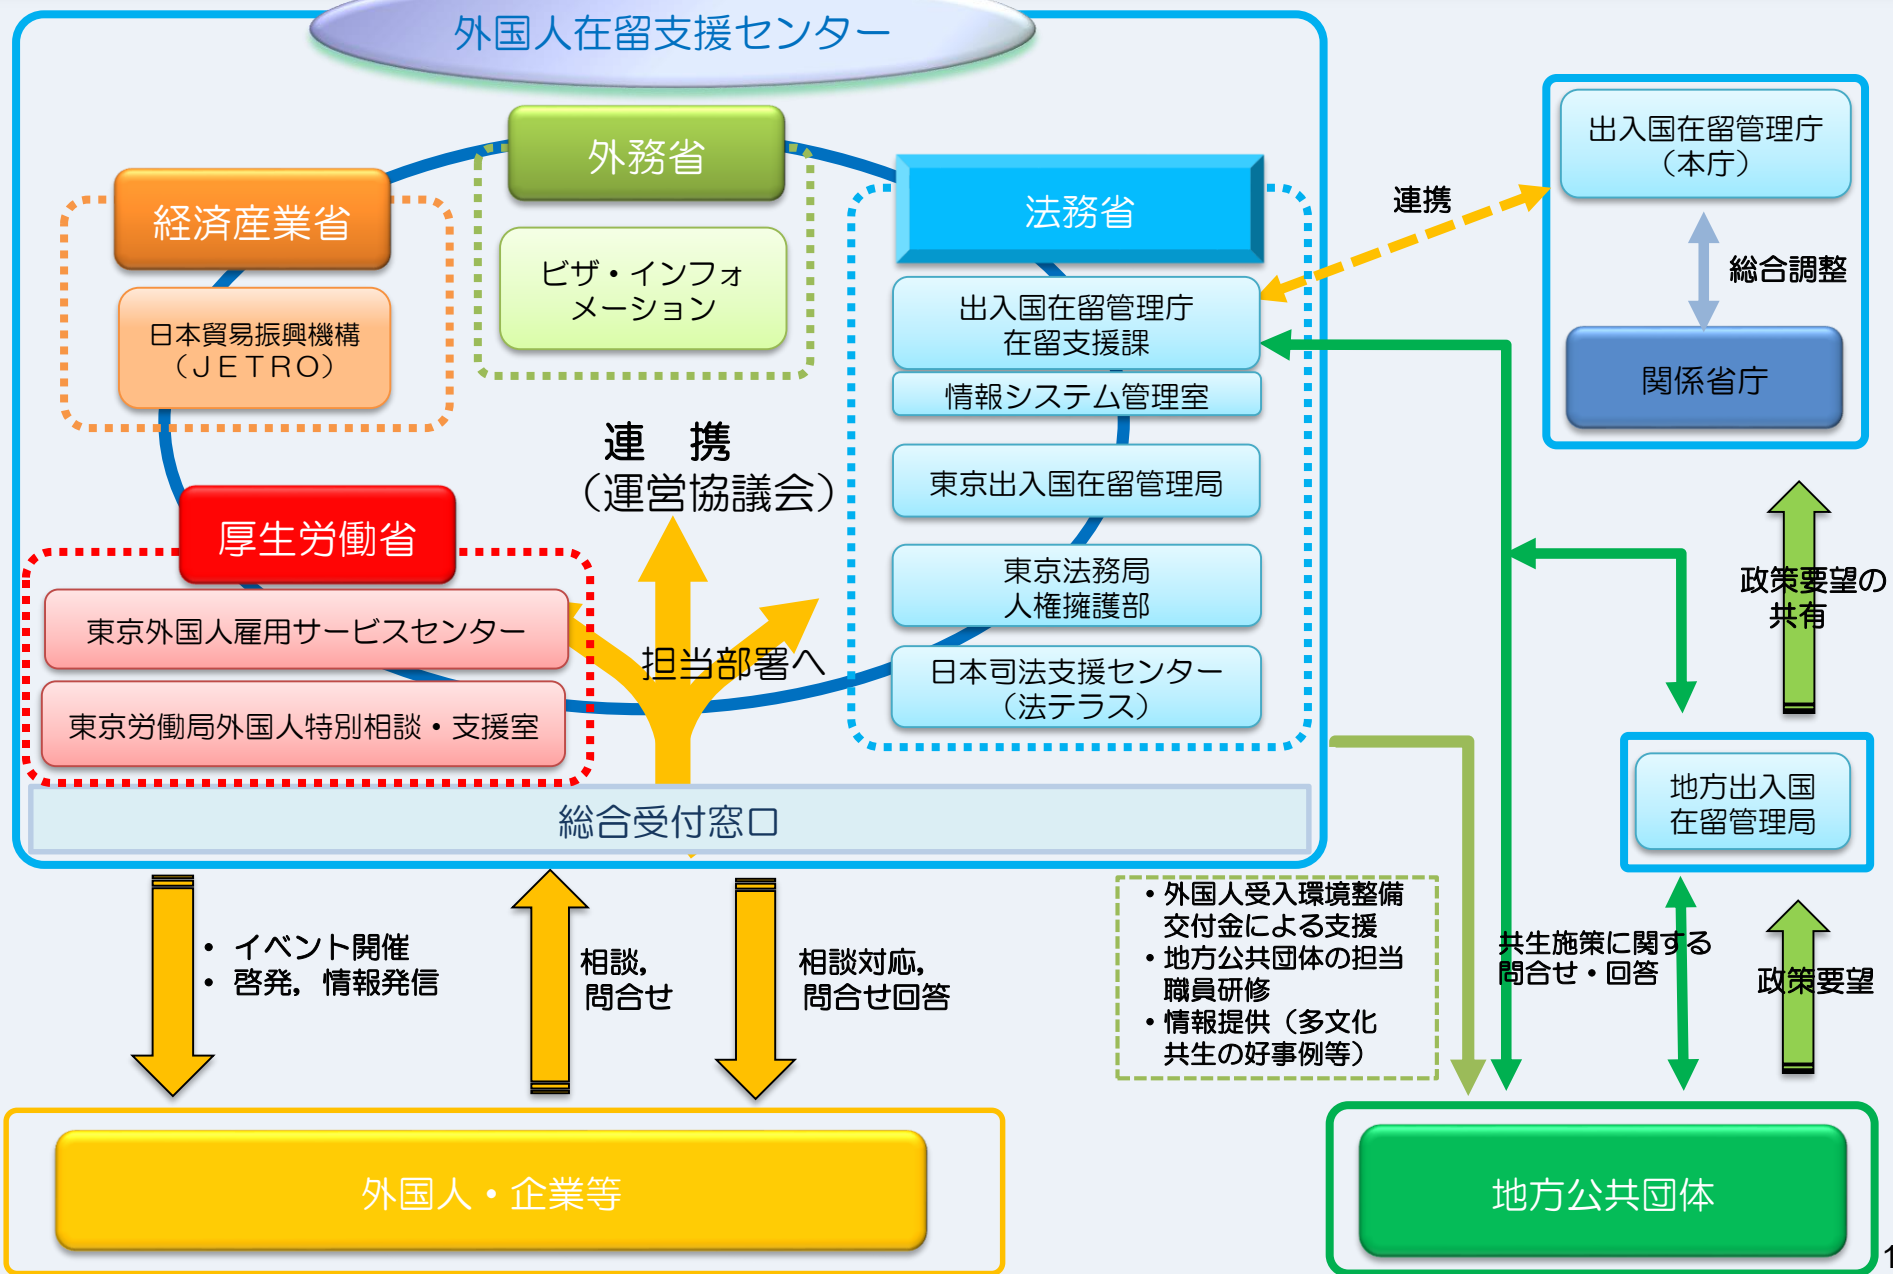 外国人在留支援センター
外務省
ビザ・インフォ
メーション
経済産業省
日本貿易振興機構
（ＪＥＴＲＯ）
法務省
出入国在留管理庁
在留支援課
情報システム管理室
東京出入国在留管理局
東京法務局
人権擁護部
日本司法支援センター
（法テラス）
連　携
（運営協議会）
厚生労働省
東京外国人雇用サービスセンター
東京労働局外国人特別相談・支援室
担当部署へ
総合受付窓口
連携
出入国在留管理庁
（本庁）
総合調整
関係省庁
政策要望の
共有
地方出入国
在留管理局
• イベント開催
• 啓発，情報発信
相談，
問合せ
相談対応，
問合せ回答
・外国人受入環境整備
交付金による支援
・地方公共団体の担当
職員研修
・情報提供（多文化
共生の好事例等）
共生施策に関する
問合せ・回答
政策要望
外国人・企業等
地方公共団体
1